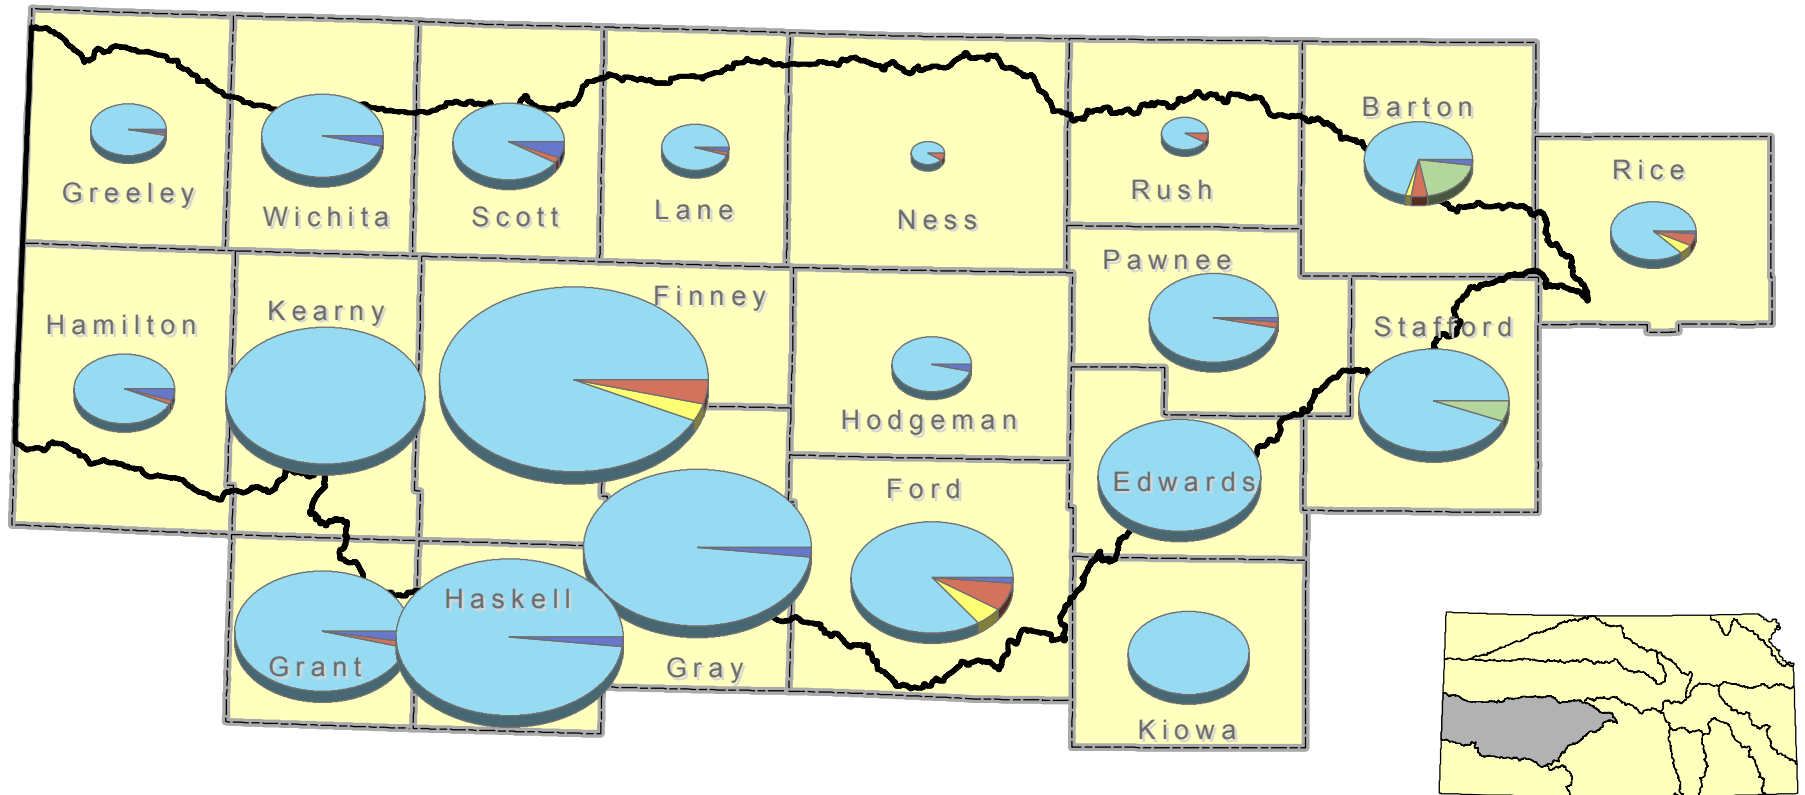 Barton
Rice
Greeley
Wichita
Scott
Lane
Ness
Rush
Pawnee
Finney
Kearny
Hamilton
Stafford
Hodgeman
Edwards
Ford
Haskell
Grant
Gray
Kiowa